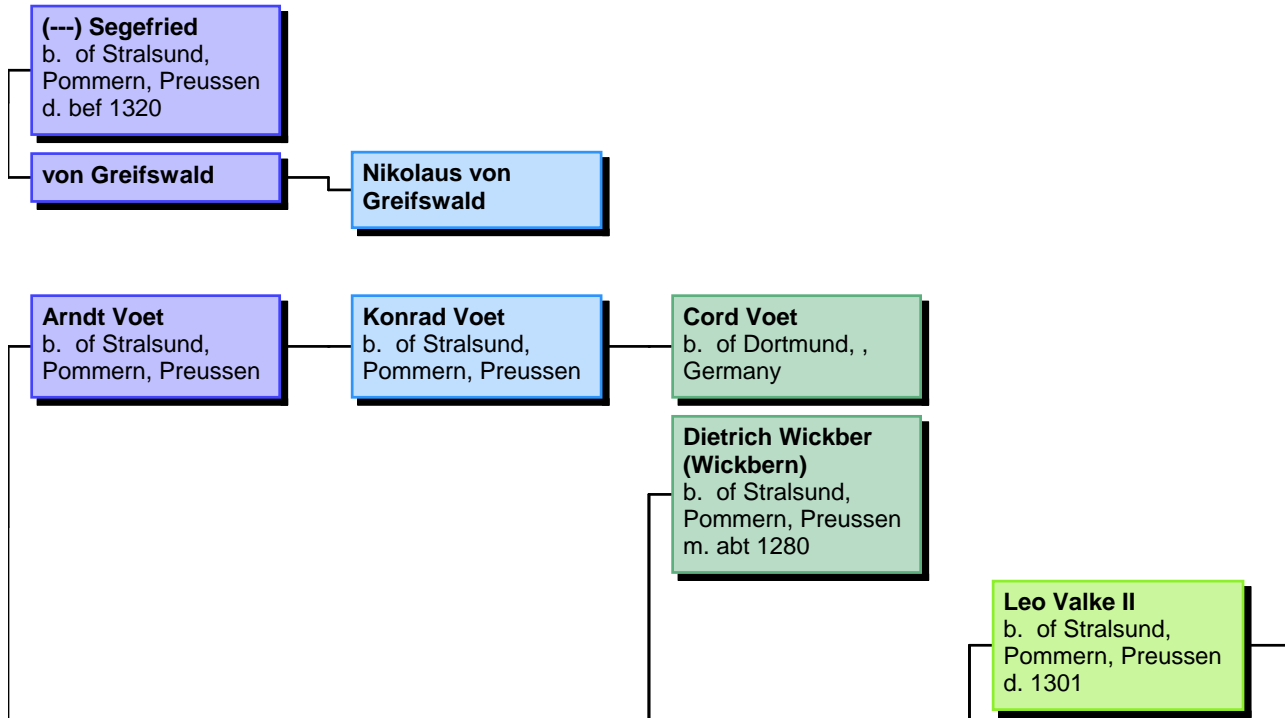 (---) Segefried
b. of Stralsund,
Pommern, Preussen
d. bef 1320
von Greifswald
Nikolaus von
Greifswald
Arndt Voet
b. of Stralsund,
Pommern, Preussen
Konrad Voet
b. of Stralsund,
Pommern, Preussen
Cord Voet
b. of Dortmund, ,
Germany
Dietrich Wickber
(Wickbern)
b. of Stralsund,
Pommern, Preussen
m. abt 1280
Leo Valke II
b. of Stralsund,
Pommern, Preussen
d. 1301